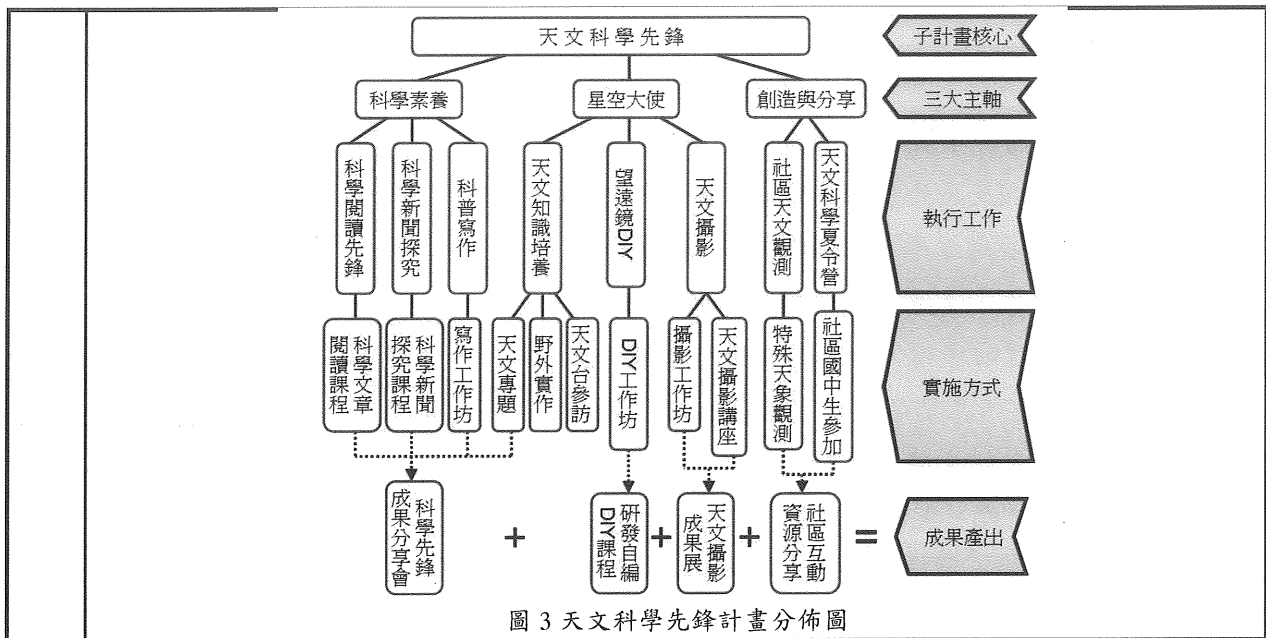 天文科學先鋒
子計畫核心
科學素養
星空大使
創造與分享
三大主軸
科學閱讀先鋒
科學新聞探究
科普寫作
天文知識培養
望遠鏡DIY
天文攝影
社區天文觀測
天文科學夏令營
執行工作
科學文章
閱讀課程
科學新聞
探究課程
寫作工作坊
天文專題
野外實作
天文台參訪
DIY工作坊
攝影工作坊
天文攝影講座
特殊天象觀測
社區國中生參加
實施方式
科學先鋒
成果分享會
+
研發自編
DIY課程
+
天文攝影
成果展
+
社區互動
資源分享
=
成果產出
圖 3 天文科學先鋒計畫分佈圖